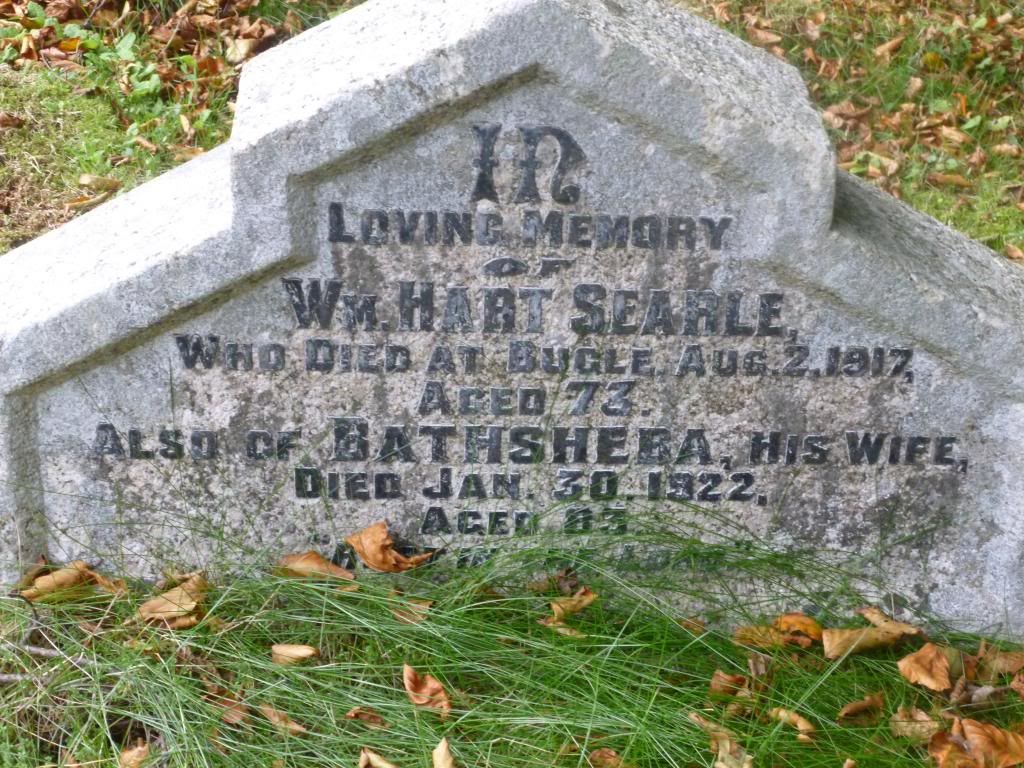 IN
LOVING MEMORY
OF
WM. HART SEARLE,
WHO DIED AT BUGLE, AUG. 2. 1917,
AGED 73.
ALSO OF BATHSHEBA, HIS WIFE,
DIED JAN. 30. 1922,
AGED